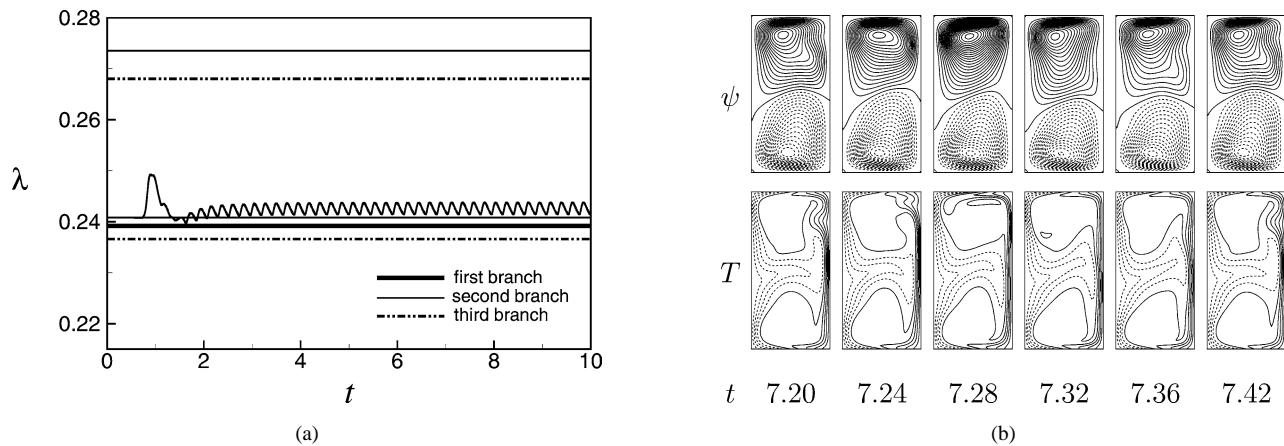 0.28
0.26
0.24
0.22
λ
first branch
second branch
third branch
0 2 4 6 8 10
t
(a)
ψ
T
t 7.20 7.24 7.28 7.32 7.36 7.42
(b)